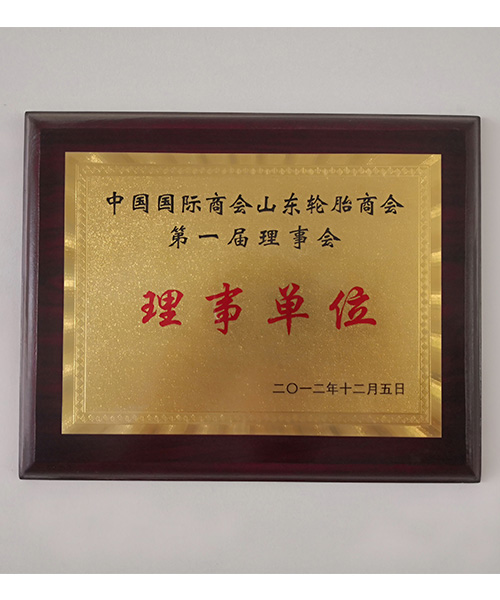 中国国际商会山东轮胎商会
第一届理事会
理事单位
二〇一二年十二月五日